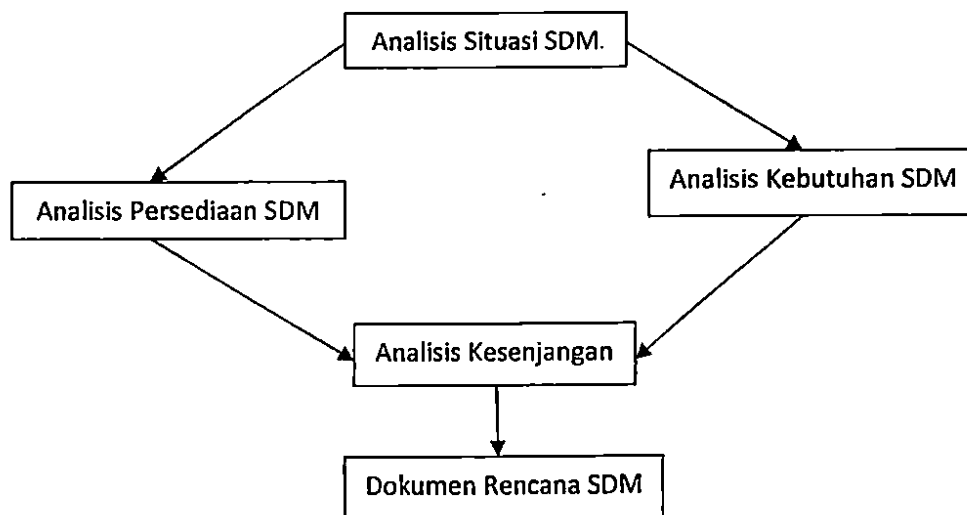 Analisis Situasi SDM.
Analisis Kebutuhan SDM
Analisis Persediaan SDM
Analisis Kesenjangan
Dokumen Rencana SDM